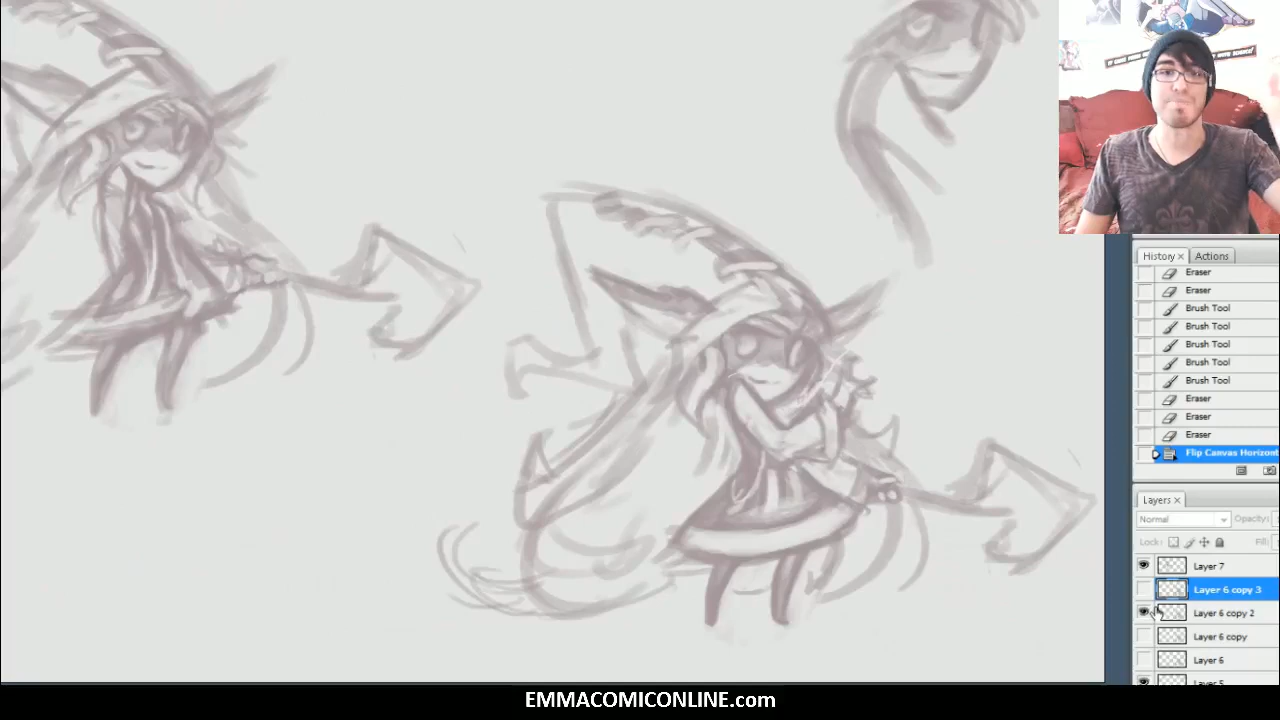 History
Actions
Eraser
Eraser
Brush Tool
Brush Tool
Brush Tool
Brush Tool
Brush Tool
Eraser
Eraser
Eraser
Flip Canvas Horizont
Layers
Normal
Opacity:
Lock:
Fill:
Layer 7
Layer 6 copy 3
Layer 6 copy 2
Layer 6 copy
Layer 6
Layer 5
EMMACOMICONLINE.com